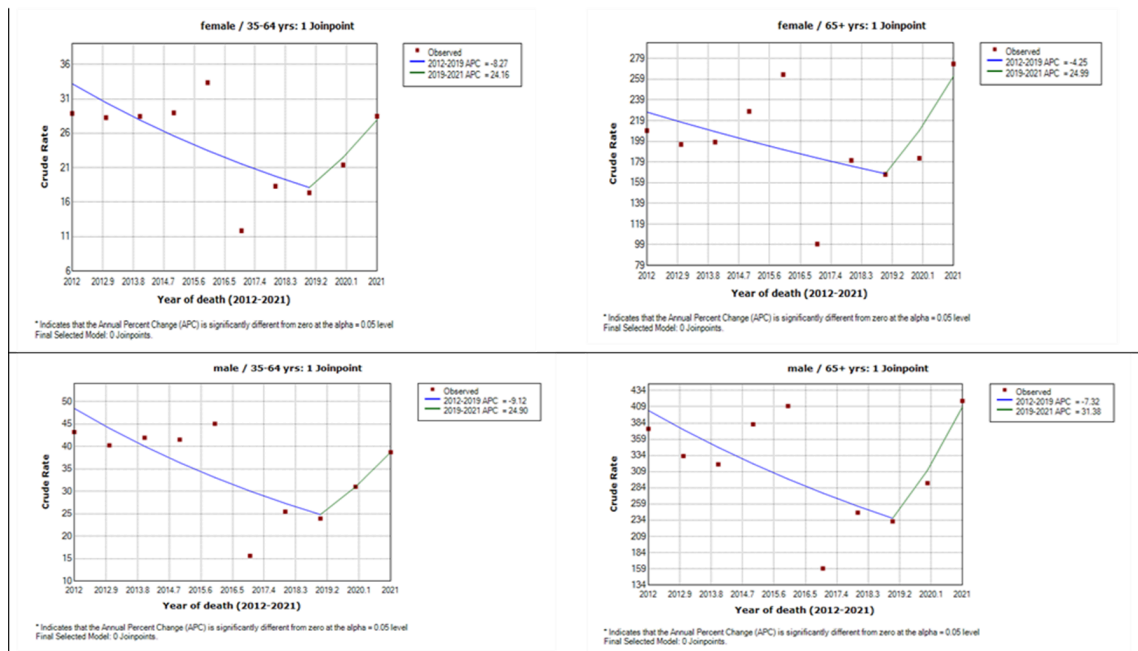 female / 35-64 yrs: 1 Joinpoint
Observed
2012-2019 APC = -8.27
2019-2021 APC = 24.16
Crude Rate
36
31
26
21
16
11
6
2012 2012.9 2013.8 2014.7 2015.6 2016.5 2017.4 2018.3 2019.2 2020.1 2021
Year of death (2012-2021)
* Indicates that the Annual Percent Change (APC) is significantly different from zero at the alpha = 0.05 level
Final Selected Model: 0 Joinpoints.
female / 65+ yrs: 1 Joinpoint
Observed
2012-2019 APC = -4.25
2019-2021 APC = 24.99
Crude Rate
279
259
239
219
199
179
159
139
119
99
79
2012 2012.9 2013.8 2014.7 2015.6 2016.5 2017.4 2018.3 2019.2 2020.1 2021
Year of death (2012-2021)
* Indicates that the Annual Percent Change (APC) is significantly different from zero at the alpha = 0.05 level
Final Selected Model: 0 Joinpoints.
male / 35-64 yrs: 1 Joinpoint
Observed
2012-2019 APC = -9.12
2019-2021 APC = 24.90
Crude Rate
50
45
40
35
30
25
20
15
10
2012 2012.9 2013.8 2014.7 2015.6 2016.5 2017.4 2018.3 2019.2 2020.1 2021
Year of death (2012-2021)
* Indicates that the Annual Percent Change (APC) is significantly different from zero at the alpha = 0.05 level
Final Selected Model: 0 Joinpoints.
male / 65+ yrs: 1 Joinpoint
Observed
2012-2019 APC = -7.32
2019-2021 APC = 31.38
Crude Rate
434
409
384
359
334
309
284
259
234
209
184
159
134
2012 2012.9 2013.8 2014.7 2015.6 2016.5 2017.4 2018.3 2019.2 2020.1 2021
Year of death (2012-2021)
* Indicates that the Annual Percent Change (APC) is significantly different from zero at the alpha = 0.05 level
Final Selected Model: 0 Joinpoints.